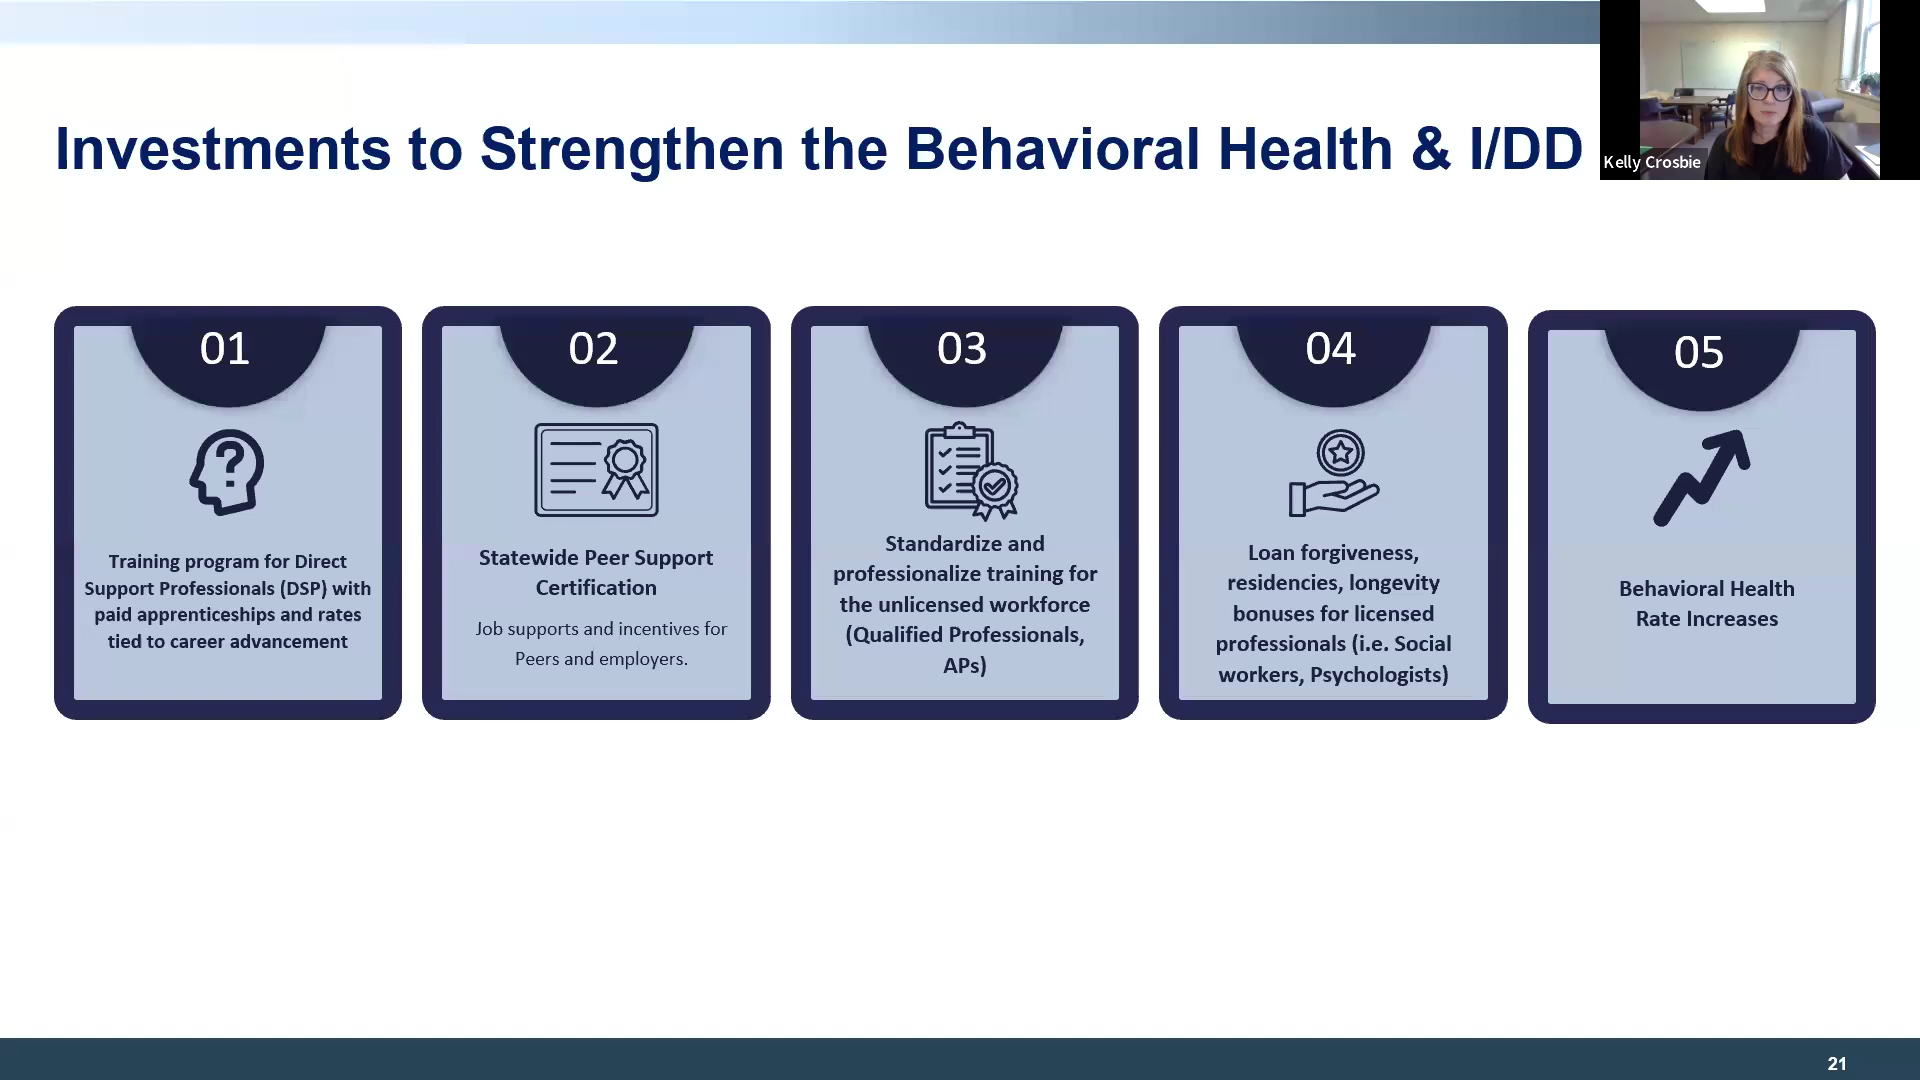 Investments to Strengthen the Behavioral Health & I/DD
Kelly Crosbie
01
Training program for Direct
Support Professionals (DSP) with
paid apprenticeships and rates
tied to career advancement
02
Statewide Peer Support
Certification
Job supports and incentives for
Peers and employers.
03
Standardize and
professionalize training for
the unlicensed workforce
(Qualified Professionals,
APs)
04
Loan forgiveness,
residencies, longevity
bonuses for licensed
professionals (i.e. Social
workers, Psychologists)
05
Behavioral Health
Rate Increases
21